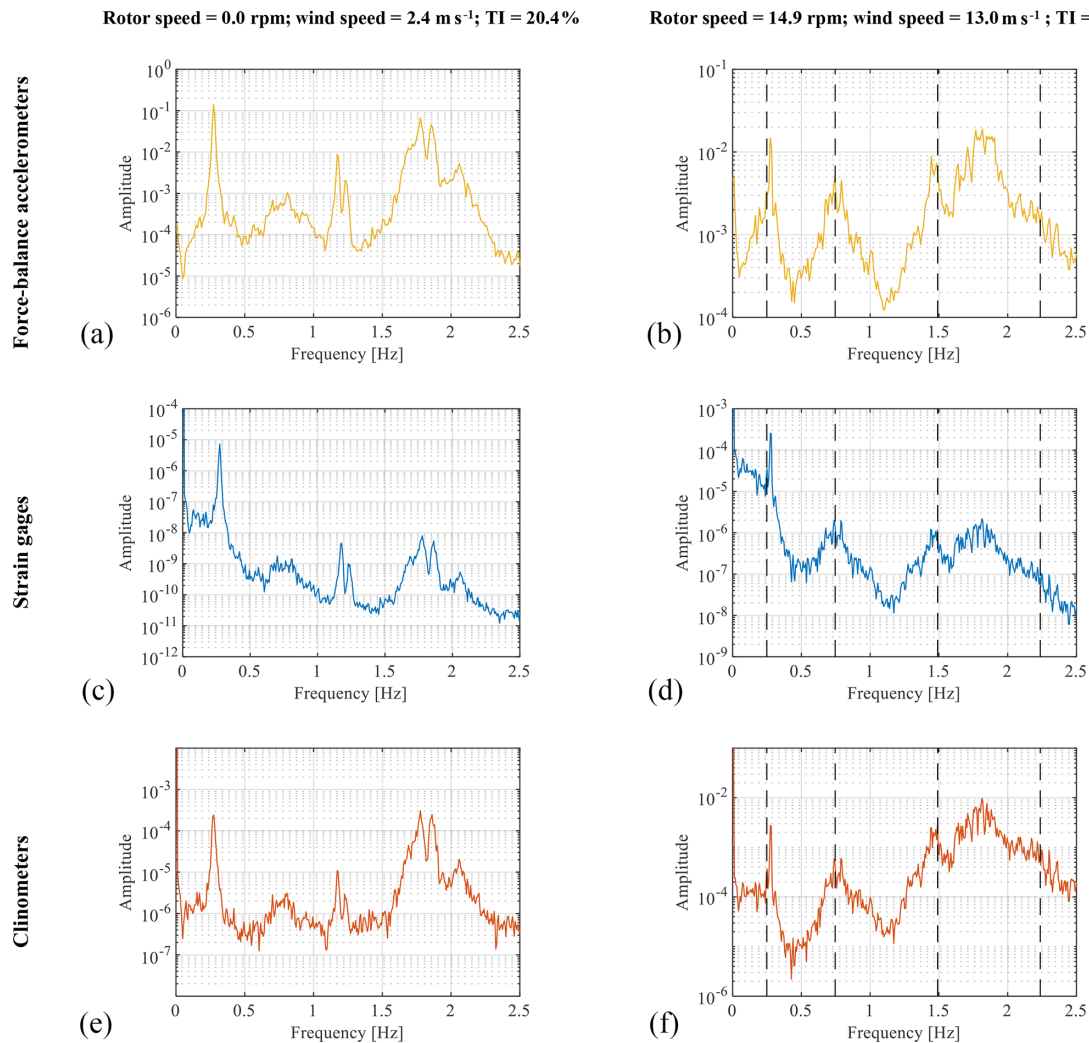 Rotor speed = 0.0 rpm; wind speed = 2.4 m s⁻¹; TI = 20.4%
Rotor speed = 14.9 rpm; wind speed = 13.0 m s⁻¹ ; TI =
Force-balance accelerometers
Amplitude
10⁰
10⁻¹
10⁻²
10⁻³
10⁻⁴
10⁻⁵
10⁻⁶
0 0.5 1 1.5 2 2.5
Frequency [Hz]
(a)
Amplitude
10⁻¹
10⁻²
10⁻³
10⁻⁴
0 0.5 1 1.5 2 2.5
Frequency [Hz]
(b)
Strain gages
Amplitude
10⁻⁴
10⁻⁵
10⁻⁶
10⁻⁷
10⁻⁸
10⁻⁹
10⁻¹⁰
10⁻¹¹
10⁻¹²
0 0.5 1 1.5 2 2.5
Frequency [Hz]
(c)
Amplitude
10⁻³
10⁻⁴
10⁻⁵
10⁻⁶
10⁻⁷
10⁻⁸
10⁻⁹
0 0.5 1 1.5 2 2.5
Frequency [Hz]
(d)
Clinometers
Amplitude
10⁻³
10⁻⁴
10⁻⁵
10⁻⁶
10⁻⁷
0 0.5 1 1.5 2 2.5
Frequency [Hz]
(e)
Amplitude
10⁻²
10⁻⁴
10⁻⁶
0 0.5 1 1.5 2 2.5
Frequency [Hz]
(f)